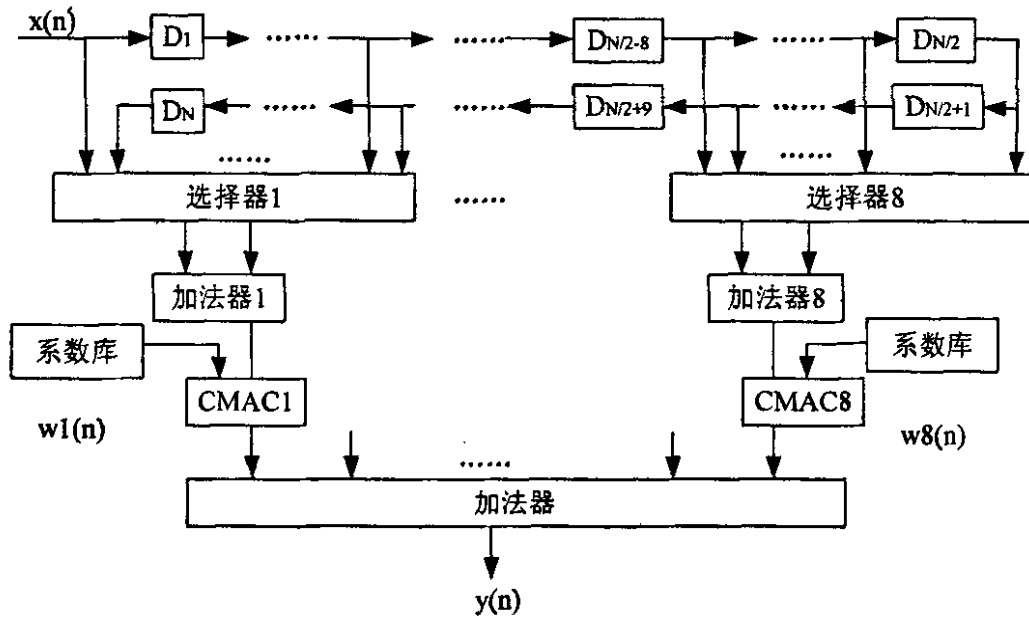 x(n)
D1
……
……
DN/2-8
……
DN/2
DN
……
……
DN/2+9
……
DN/2+1
……
……
选择器1
……
选择器8
加法器1
加法器8
系数库
系数库
CMAC1
CMAC8
w1(n)
w8(n)
……
加法器
y(n)